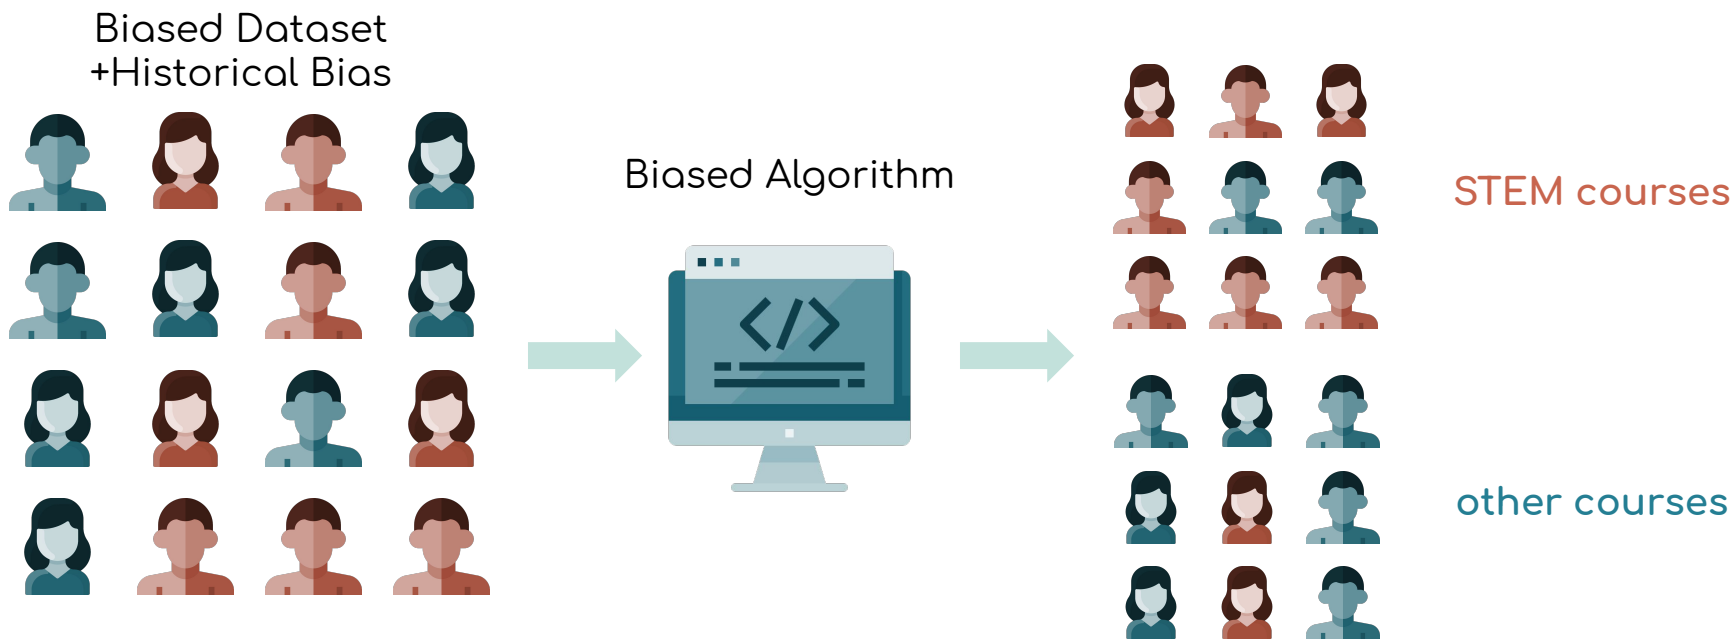 Biased Dataset
+Historical Bias
Biased Algorithm
STEM courses
other courses